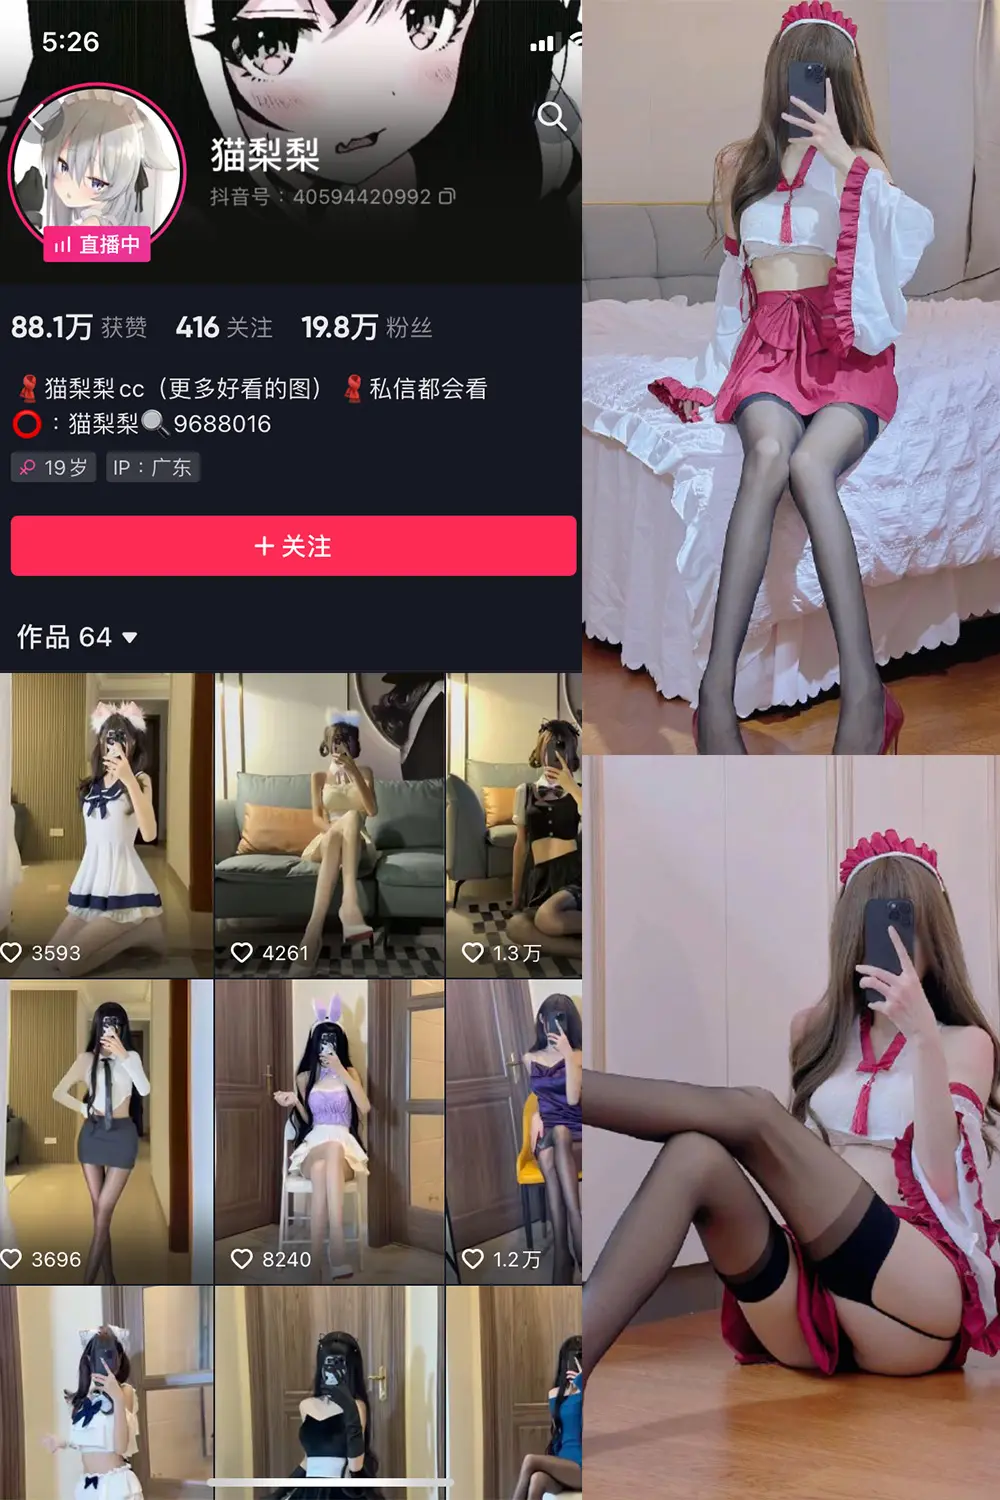 5:26
猫梨梨
抖音号：40594420992
直播中
88.1万 获赞 416 关注 19.8万 粉丝
猫梨梨cc（更多好看的图） 私信都会看
：猫梨梨🔍9688016
19岁 IP：广东
+ 关注
作品 64
3593 4261 1.3万
3696 8240 1.2万